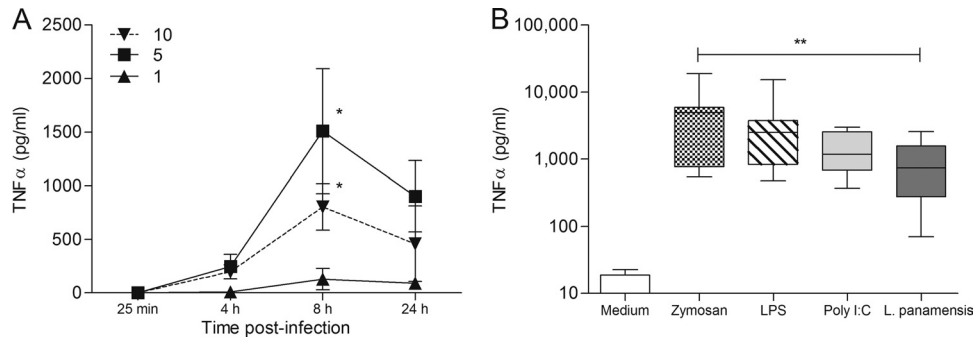 A
TNFα (pg/ml)
2500
2000
1500
1000
500
0
10
5
1
*
*
25 min
4 h
8 h
24 h
Time post-infection
B
TNFα (pg/ml)
100,000
10,000
1,000
100
10
**
Medium
Zymosan
LPS
Poly I:C
L. panamensis